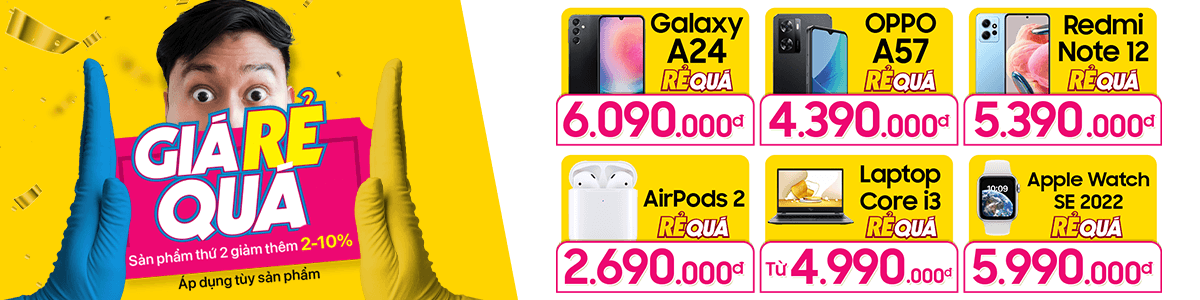 GIÁ RẺ
QUÁ
Sản phẩm thứ 2 giảm thêm 2-10%
Áp dụng tùy sản phẩm
Galaxy
A24
RẺ QUÁ
6.090.000đ
OPPO
A57
RẺ QUÁ
4.390.000đ
Redmi
Note 12
RẺ QUÁ
5.390.000đ
AirPods 2
RẺ QUÁ
2.690.000đ
Laptop
Core i3
RẺ QUÁ
Từ 4.990.000đ
10:09
Apple Watch
SE 2022
RẺ QUÁ
5.990.000đ